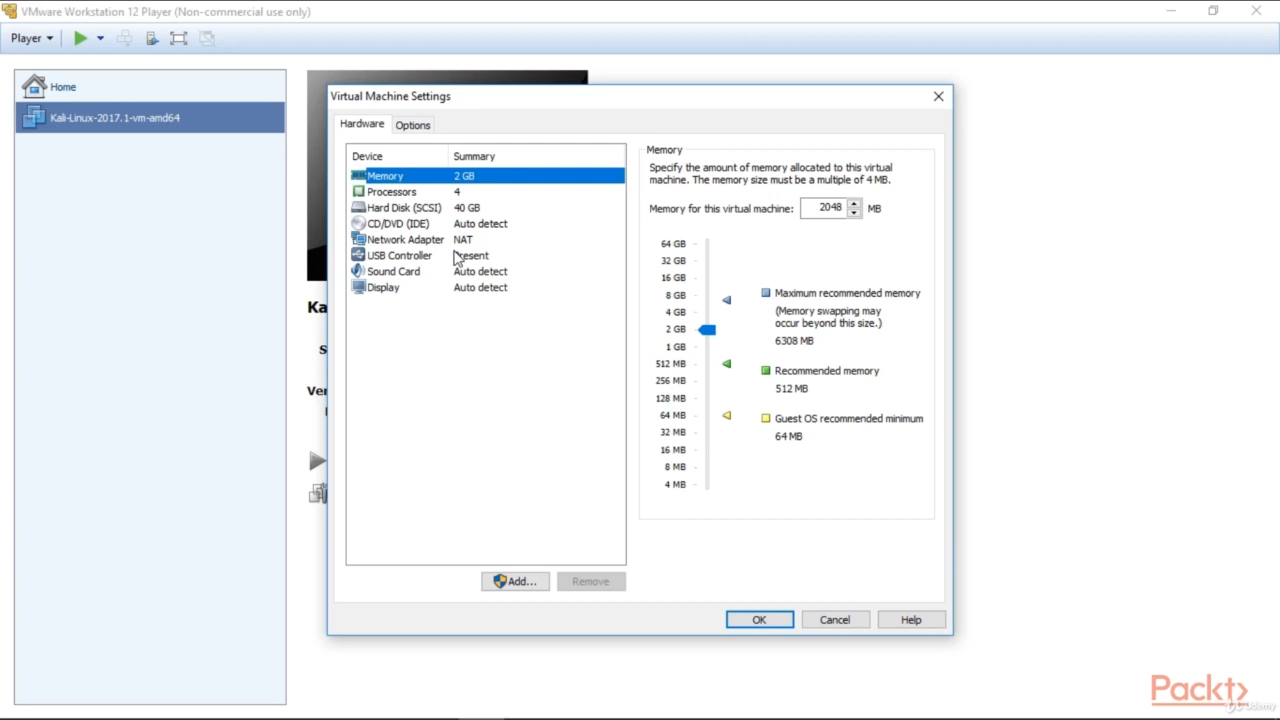 VMware Workstation 12 Player (Non-commercial use only)
Player
Home
Kali-Linux-2017.1-vm-amd64
Virtual Machine Settings
Hardware
Options
Device Summary
Memory 2 GB
Processors 4
Hard Disk (SCSI) 40 GB
CD/DVD (IDE) Auto detect
Network Adapter NAT
USB Controller Present
Sound Card Auto detect
Display Auto detect
Add...
Remove
Memory
Specify the amount of memory allocated to this virtual
machine. The memory size must be a multiple of 4 MB.
Memory for this virtual machine: 2048 MB
64 GB
32 GB
16 GB
8 GB
4 GB
2 GB
1 GB
512 MB
256 MB
128 MB
64 MB
32 MB
16 MB
8 MB
4 MB
Maximum recommended memory
(Memory swapping may
occur beyond this size.)
6308 MB
Recommended memory
512 MB
Guest OS recommended minimum
64 MB
OK
Cancel
Help
Ka
S
Ver
Packt
Udemy